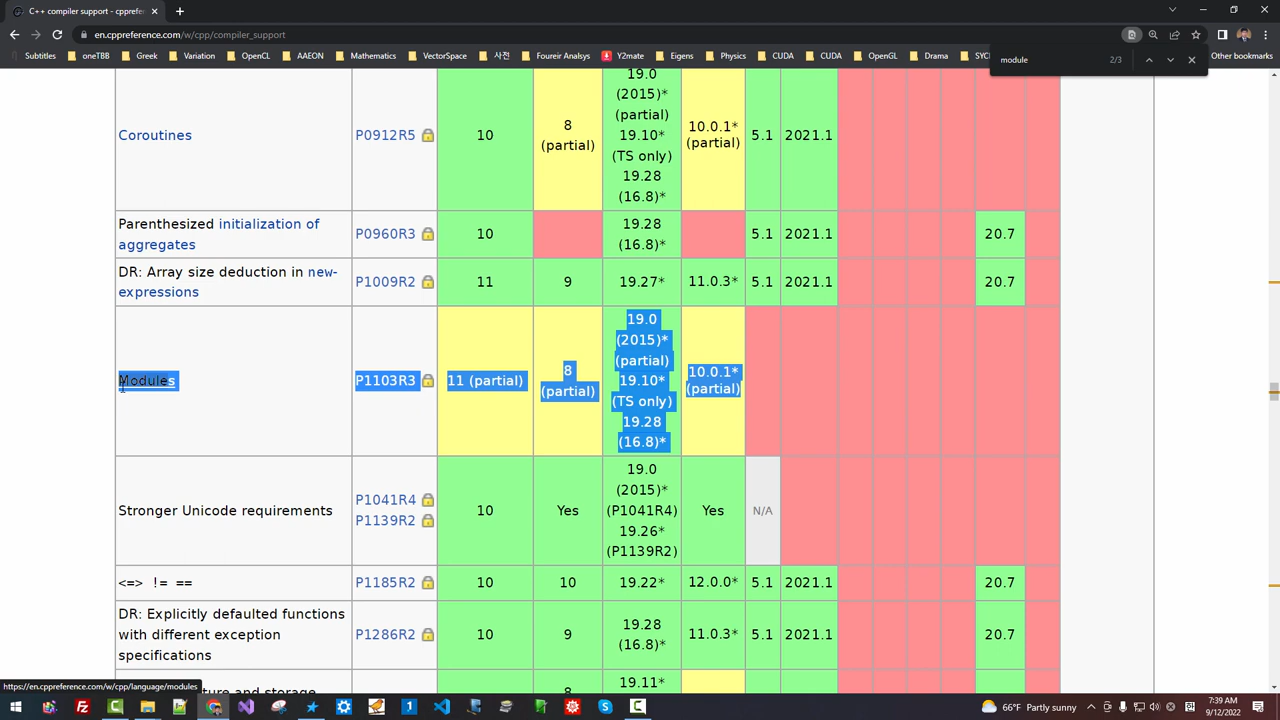 C++ compiler support - cppref
en.cppreference.com/w/cpp/compiler_support
Subtitles
oneTBB
Greek
Variation
OpenCL
AAEON
Mathematics
VectorSpace
사전
Foureir Analsys
Y2mate
Eigens
Physics
CUDA
CUDA
OpenGL
Drama
SYC
Other bookmarks
module
2/3
Coroutines
P0912R5
10
8
(partial)
19.0
(2015)*
(partial)
19.10*
(TS only)
19.28
(16.8)*
10.0.1*
(partial)
5.1
2021.1
Parenthesized initialization of
aggregates
P0960R3
10
19.28
(16.8)*
5.1
2021.1
20.7
DR: Array size deduction in new-
expressions
P1009R2
11
9
19.27*
11.0.3*
5.1
2021.1
20.7
Modules
P1103R3
11 (partial)
8
(partial)
19.0
(2015)*
(partial)
19.10*
(TS only)
19.28
(16.8)*
10.0.1*
(partial)
Stronger Unicode requirements
P1041R4
P1139R2
10
Yes
19.0
(2015)*
(P1041R4)
19.26*
(P1139R2)
Yes
N/A
<=> != ==
P1185R2
10
10
19.22*
12.0.0*
5.1
2021.1
20.7
DR: Explicitly defaulted functions
with different exception
specifications
P1286R2
10
9
19.28
(16.8)*
11.0.3*
5.1
2021.1
20.7
and storage
8
19.11*
https://en.cppreference.com/w/cpp/language/modules
66°F Partly sunny
7:39 AM
9/12/2022